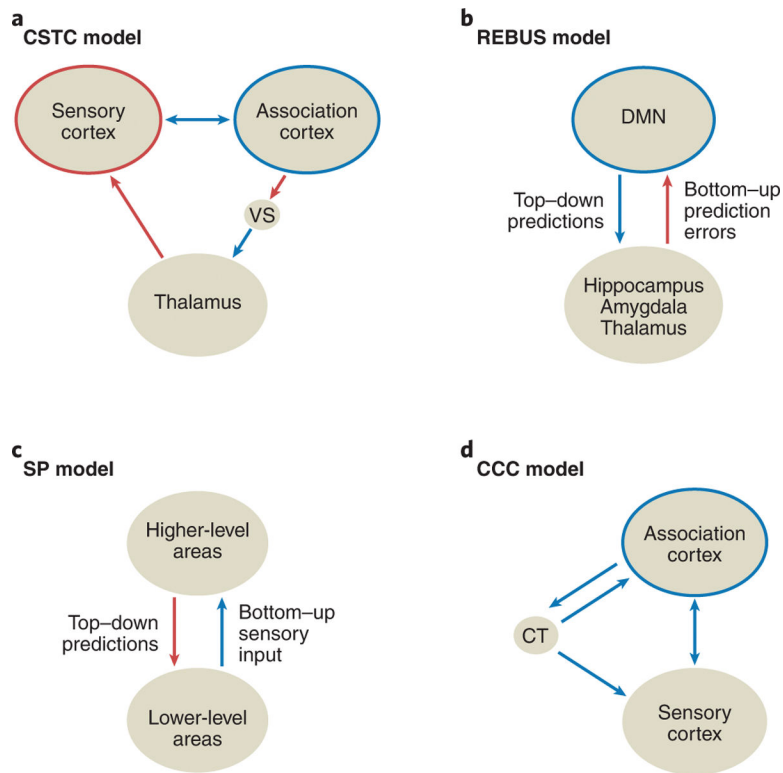 a
CSTC model
Sensory
cortex
Association
cortex
VS
Thalamus
b
REBUS model
DMN
Top–down
predictions
Bottom–up
prediction
errors
Hippocampus
Amygdala
Thalamus
c
SP model
Higher-level
areas
Top–down
predictions
Bottom–up
sensory
input
Lower-level
areas
d
CCC model
Association
cortex
CT
Sensory
cortex